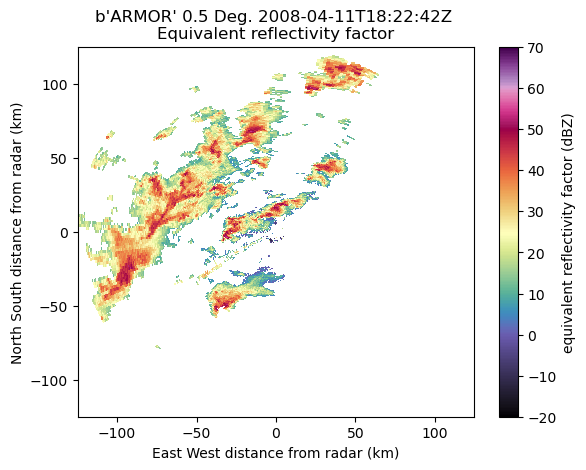 b'ARMOR' 0.5 Deg. 2008-04-11T18:22:42Z
Equivalent reflectivity factor
North South distance from radar (km)
100
50
0
−50
−100
−100 −50 0 50 100
East West distance from radar (km)
70
60
50
40
30
20
10
0
−10
−20
equivalent reflectivity factor (dBZ)